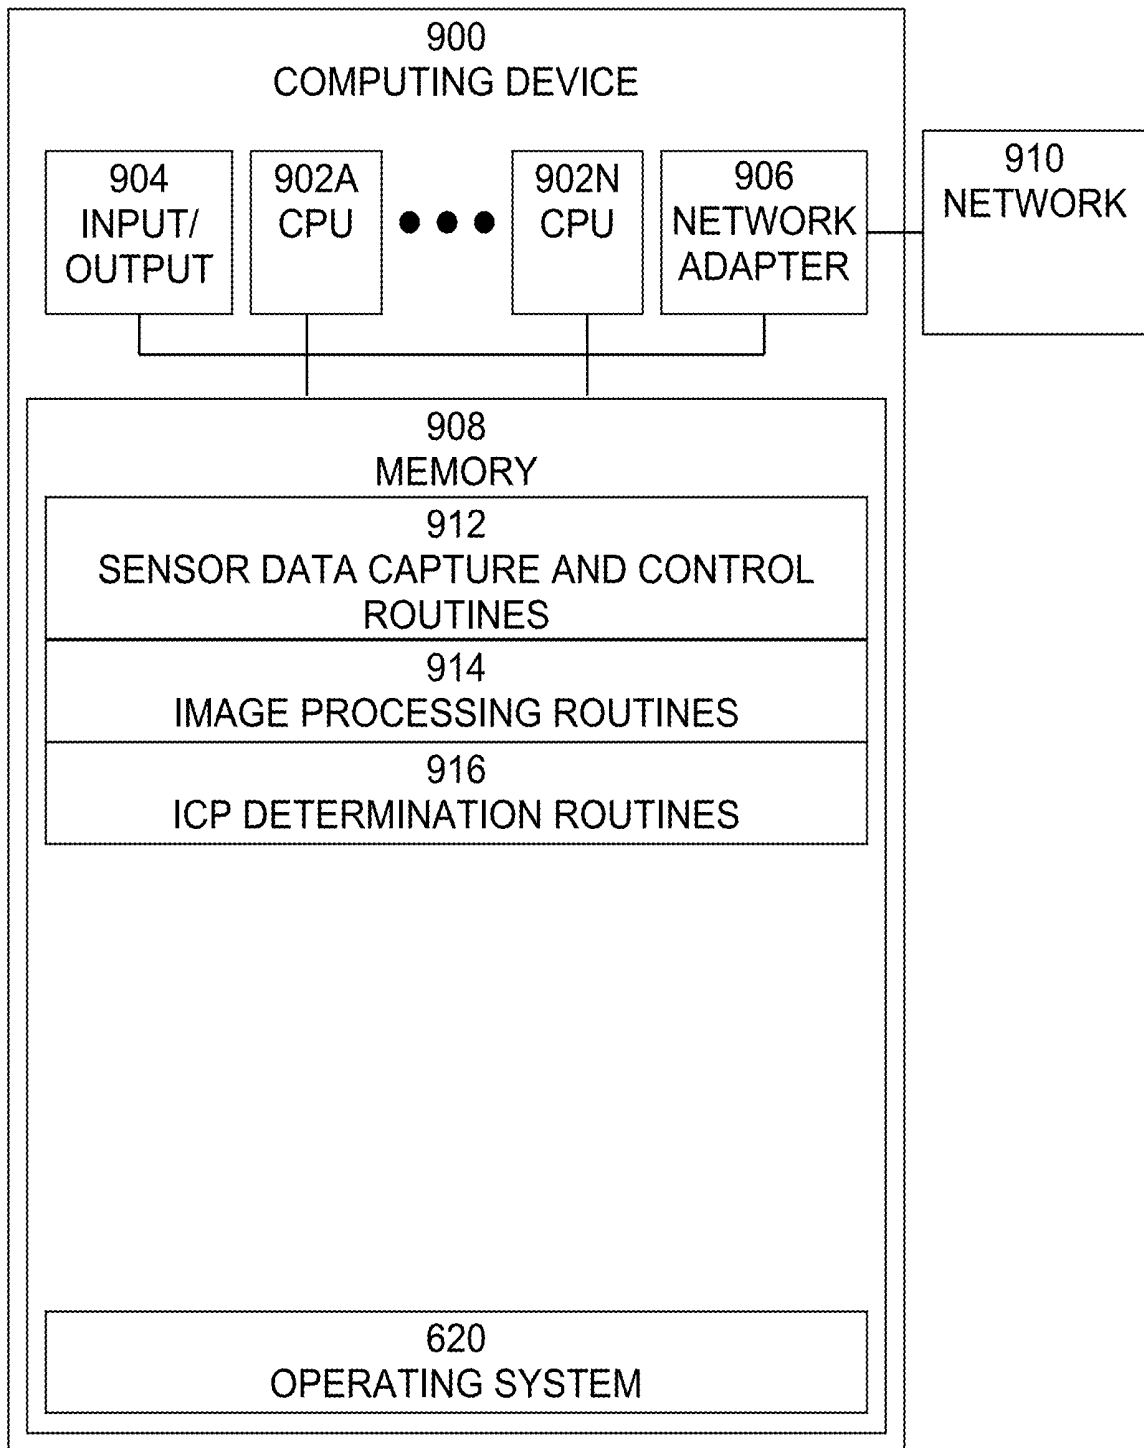 900
COMPUTING DEVICE
904
INPUT/
OUTPUT
902A
CPU
902N
CPU
906
NETWORK
ADAPTER
910
NETWORK
908
MEMORY
912
SENSOR DATA CAPTURE AND CONTROL
ROUTINES
914
IMAGE PROCESSING ROUTINES
916
ICP DETERMINATION ROUTINES
620
OPERATING SYSTEM